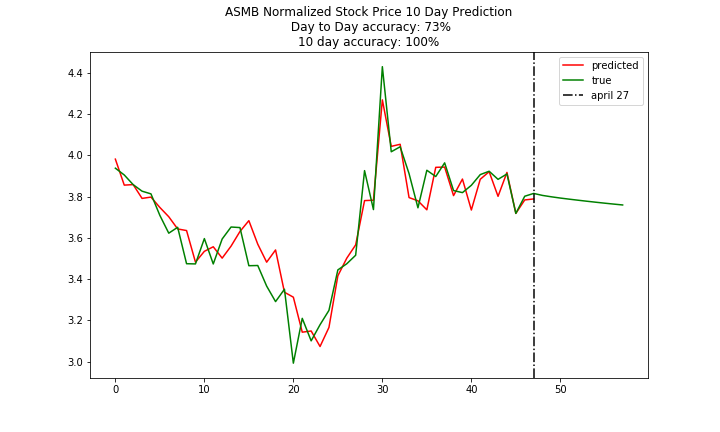 ASMB Normalized Stock Price 10 Day Prediction
Day to Day accuracy: 73%
10 day accuracy: 100%
predicted
true
april 27
4.4
4.2
4.0
3.8
3.6
3.4
3.2
3.0
0 10 20 30 40 50